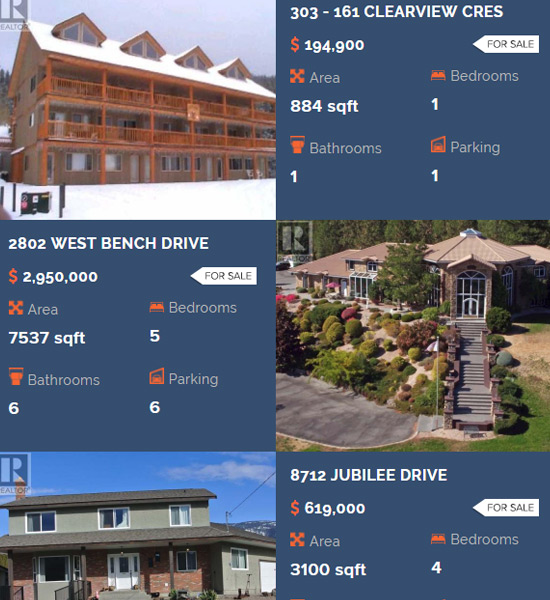 303 - 161 CLEARVIEW CRES
$ 194,900
FOR SALE
Area
Bedrooms
884 sqft
1
Bathrooms
Parking
1
1
2802 WEST BENCH DRIVE
$ 2,950,000
FOR SALE
Area
Bedrooms
7537 sqft
5
Bathrooms
Parking
6
6
R
REALTOR
8712 JUBILEE DRIVE
$ 619,000
FOR SALE
Area
Bedrooms
3100 sqft
4